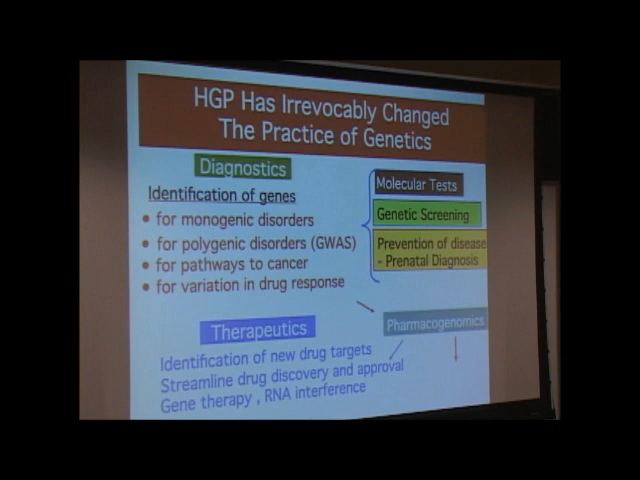 HGP Has Irrevocably Changed
The Practice of Genetics
Diagnostics
Identification of genes
• for monogenic disorders
• for polygenic disorders (GWAS)
• for pathways to cancer
• for variation in drug response
Molecular Tests
Genetic Screening
Prevention of disease
- Prenatal Diagnosis
Pharmacogenomics
Therapeutics
Identification of new drug targets
Streamline drug discovery and approval
Gene therapy , RNA interference